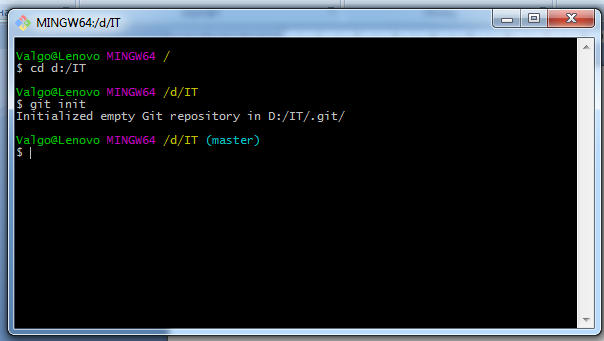 MINGW64:/d/IT
Valgo@Lenovo MINGW64 /
$ cd d:/IT
Valgo@Lenovo MINGW64 /d/IT
$ git init
Initialized empty Git repository in D:/IT/.git/
Valgo@Lenovo MINGW64 /d/IT (master)
$